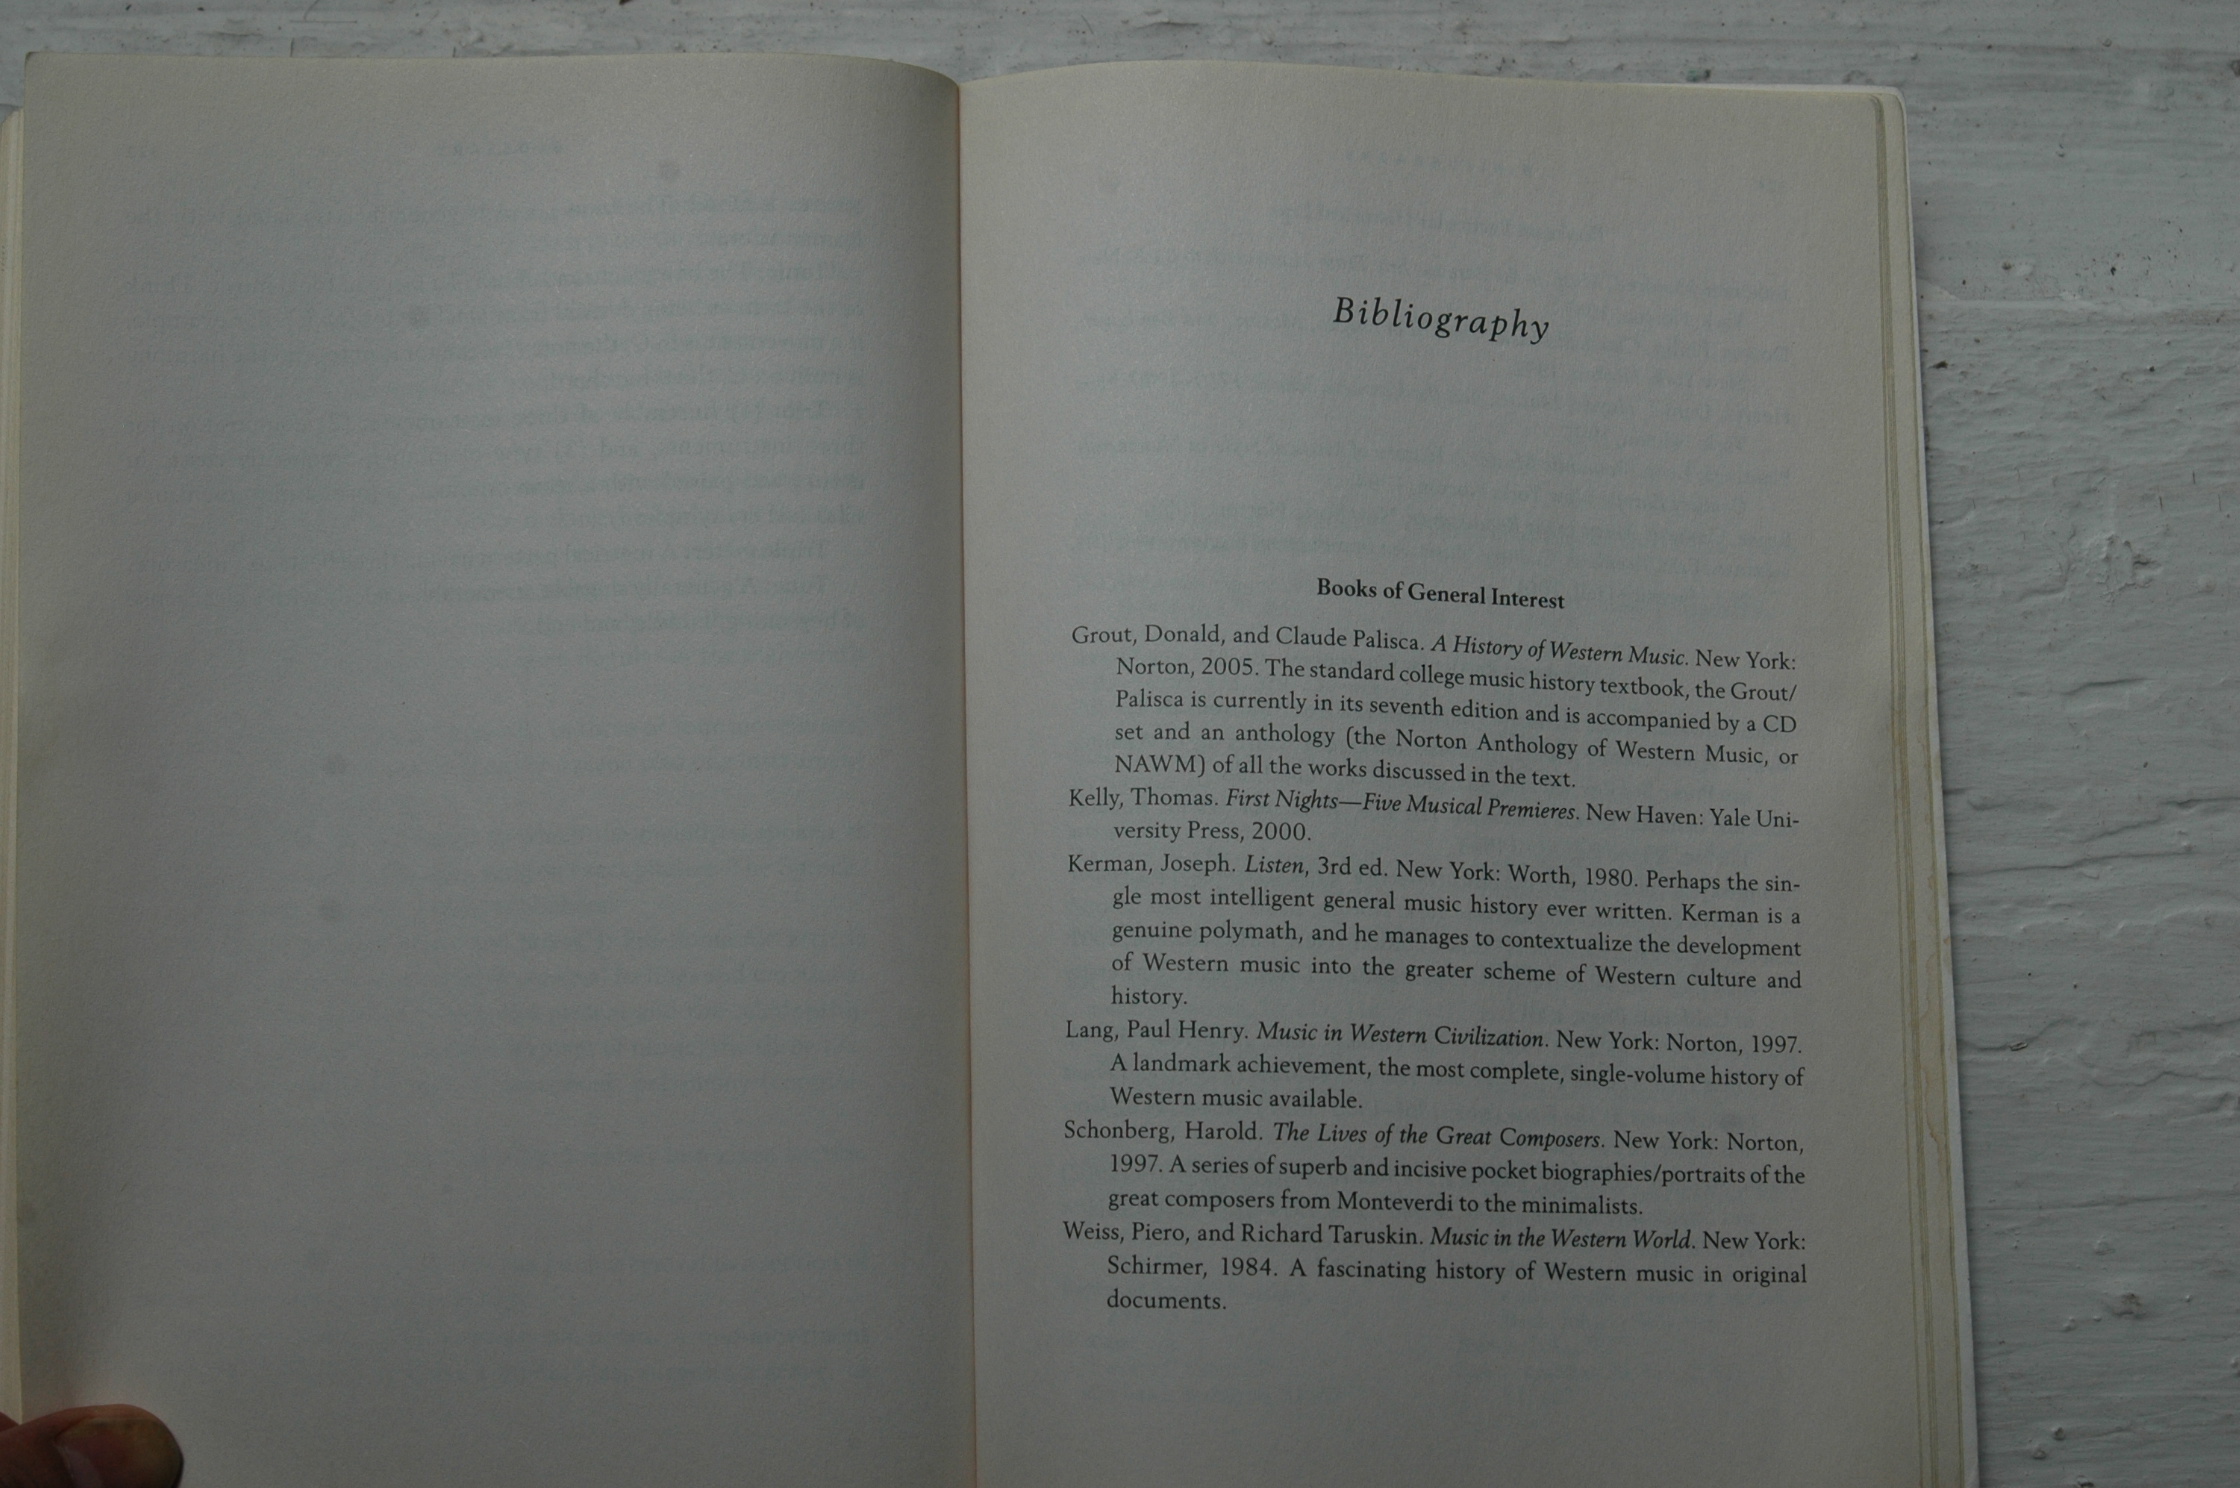 Bibliography
Books of General Interest
Grout, Donald, and Claude Palisca. A History of Western Music. New York:
Norton, 2005. The standard college music history textbook, the Grout/
Palisca is currently in its seventh edition and is accompanied by a CD
set and an anthology (the Norton Anthology of Western Music, or
NAWM) of all the works discussed in the text.
Kelly, Thomas. First Nights—Five Musical Premieres. New Haven: Yale Uni-
versity Press, 2000.
Kerman, Joseph. Listen, 3rd ed. New York: Worth, 1980. Perhaps the sin-
gle most intelligent general music history ever written. Kerman is a
genuine polymath, and he manages to contextualize the development
of Western music into the greater scheme of Western culture and
history.
Lang, Paul Henry. Music in Western Civilization. New York: Norton, 1997.
A landmark achievement, the most complete, single-volume history of
Western music available.
Schonberg, Harold. The Lives of the Great Composers. New York: Norton,
1997. A series of superb and incisive pocket biographies/portraits of the
great composers from Monteverdi to the minimalists.
Weiss, Piero, and Richard Taruskin. Music in the Western World. New York:
Schirmer, 1984. A fascinating history of Western music in original
documents.